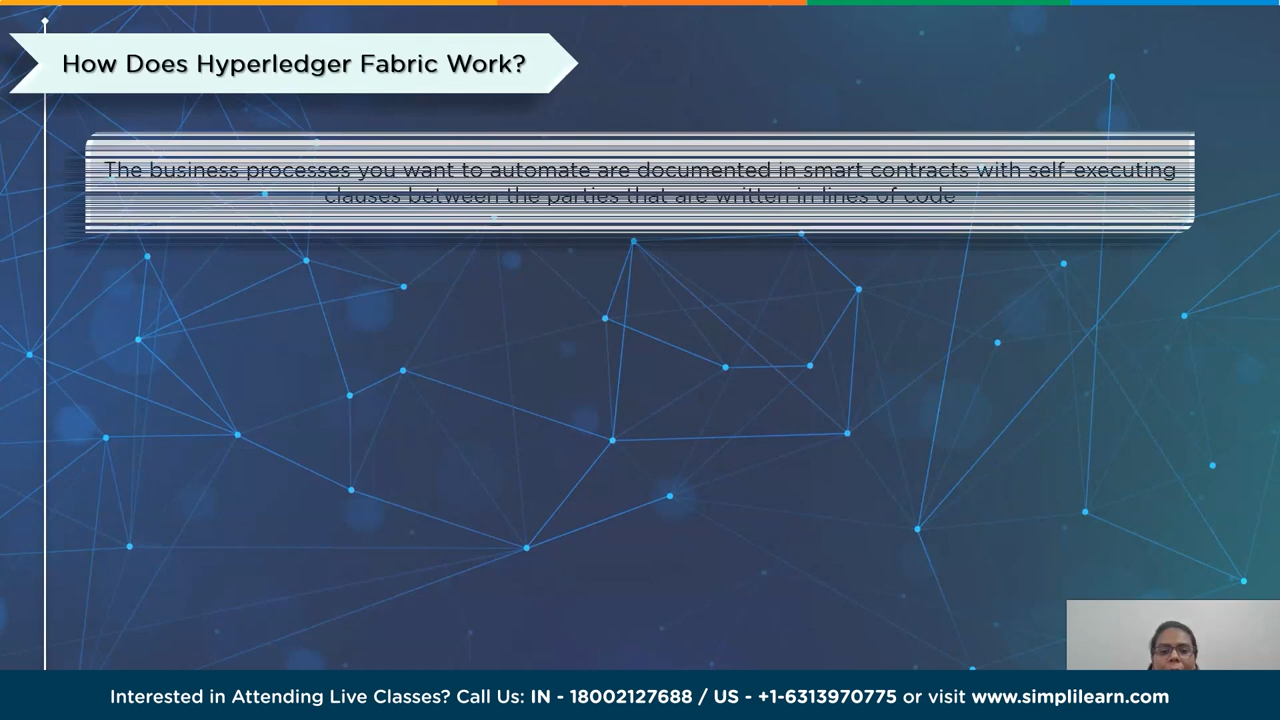 How Does Hyperledger Fabric Work?
The business processes you want to automate are documented in smart contracts with self-executing
clauses between the parties that are written in lines of code
Interested in Attending Live Classes? Call Us: IN - 18002127688 / US - +1-6313970775 or visit www.simplilearn.com